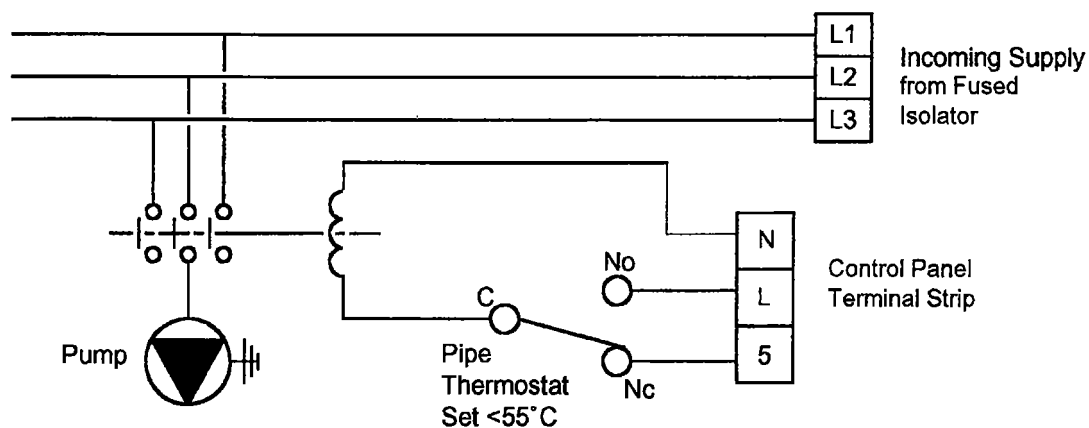 L1
L2
L3
Incoming Supply
from Fused
Isolator
N
L
5
Control Panel
Terminal Strip
No
C
Nc
Pipe
Thermostat
Set <55°C
Pump